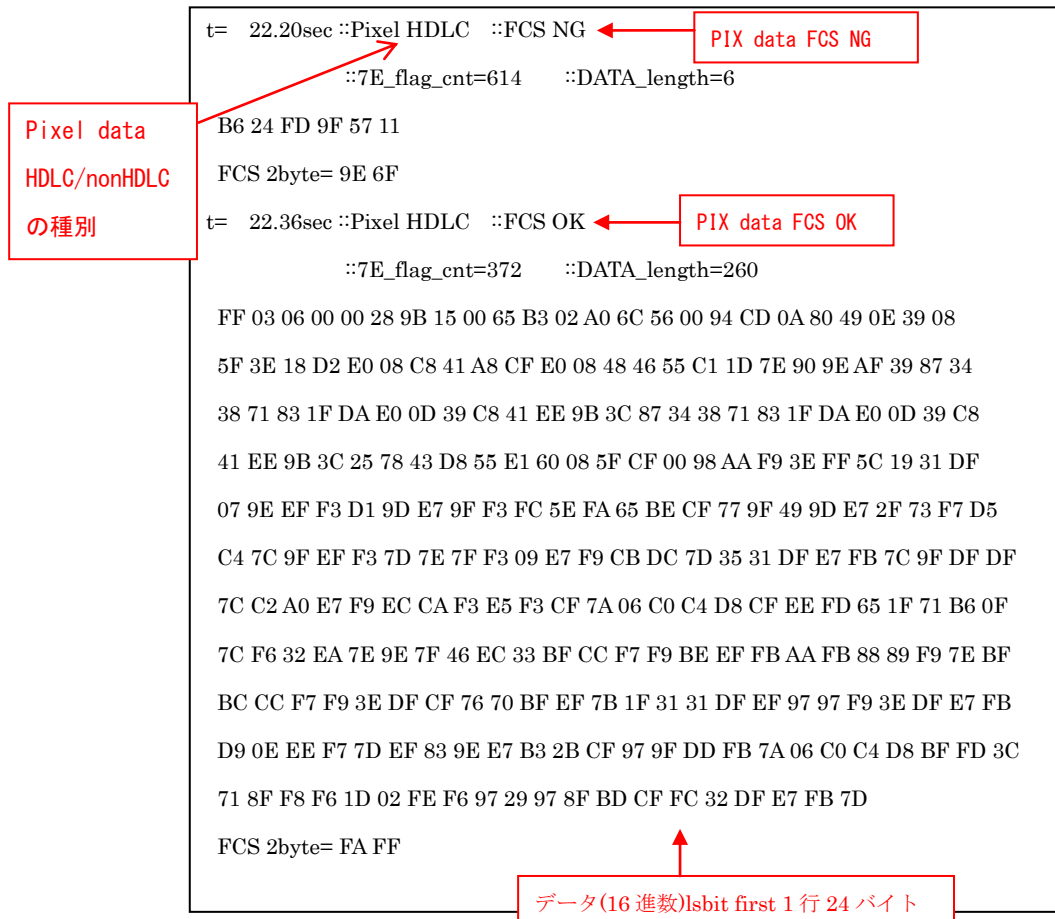 t= 22.20sec ::Pixel HDLC ::FCS NG
PIX data FCS NG
::7E_flag_cnt=614 ::DATA_length=6
Pixel data
HDLC/nonHDLC
の種別
B6 24 FD 9F 57 11
FCS 2byte= 9E 6F
t= 22.36sec ::Pixel HDLC ::FCS OK
PIX data FCS OK
::7E_flag_cnt=372 ::DATA_length=260
FF 03 06 00 00 28 9B 15 00 65 B3 02 A0 6C 56 00 94 CD 0A 80 49 0E 39 08
5F 3E 18 D2 E0 08 C8 41 A8 CF E0 08 48 46 55 C1 1D 7E 90 9E AF 39 87 34
38 71 83 1F DA E0 0D 39 C8 41 EE 9B 3C 87 34 38 71 83 1F DA E0 0D 39 C8
41 EE 9B 3C 25 78 43 D8 55 E1 60 08 5F CF 00 98 AA F9 3E FF 5C 19 31 DF
07 9E EF F3 D1 9D E7 9F F3 FC 5E FA 65 BE CF 77 9F 49 9D E7 2F 73 F7 D5
C4 7C 9F EF F3 7D 7E 7F F3 09 E7 F9 CB DC 7D 35 31 DF E7 FB 7C 9F DF DF
7C C2 A0 E7 F9 EC CA F3 E5 F3 CF 7A 06 C0 C4 D8 CF EE FD 65 1F 71 B6 0F
7C F6 32 EA 7E 9E 7F 46 EC 33 BF CC F7 F9 BE EF FB AA FB 88 89 F9 7E BF
BC CC F7 F9 3E DF CF 76 70 BF EF 7B 1F 31 31 DF EF 97 97 F9 3E DF E7 FB
D9 0E EE F7 7D EF 83 9E E7 B3 2B CF 97 9F DD FB 7A 06 C0 C4 D8 BF FD 3C
71 8F F8 F6 1D 02 FE F6 97 29 97 8F BD CF FC 32 DF E7 FB 7D
FCS 2byte= FA FF
データ(16 進数)lsbit first 1 行 24 バイト